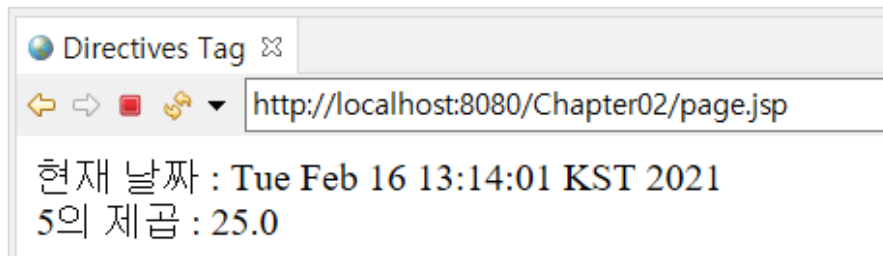 Directives Tag
http://localhost:8080/Chapter02/page.jsp
현재 날짜 : Tue Feb 16 13:14:01 KST 2021
5의 제곱 : 25.0